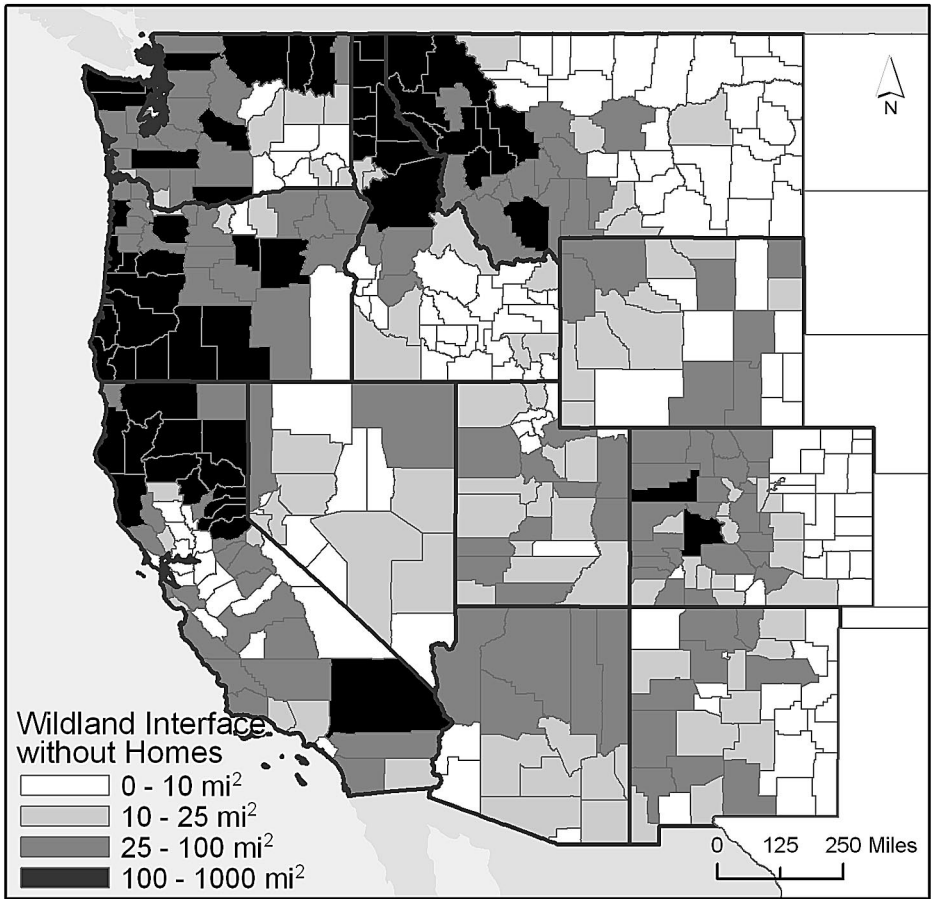 N
Wildland Interface
without Homes
0 - 10 mi²
10 - 25 mi²
25 - 100 mi²
100 - 1000 mi²
0 125 250 Miles